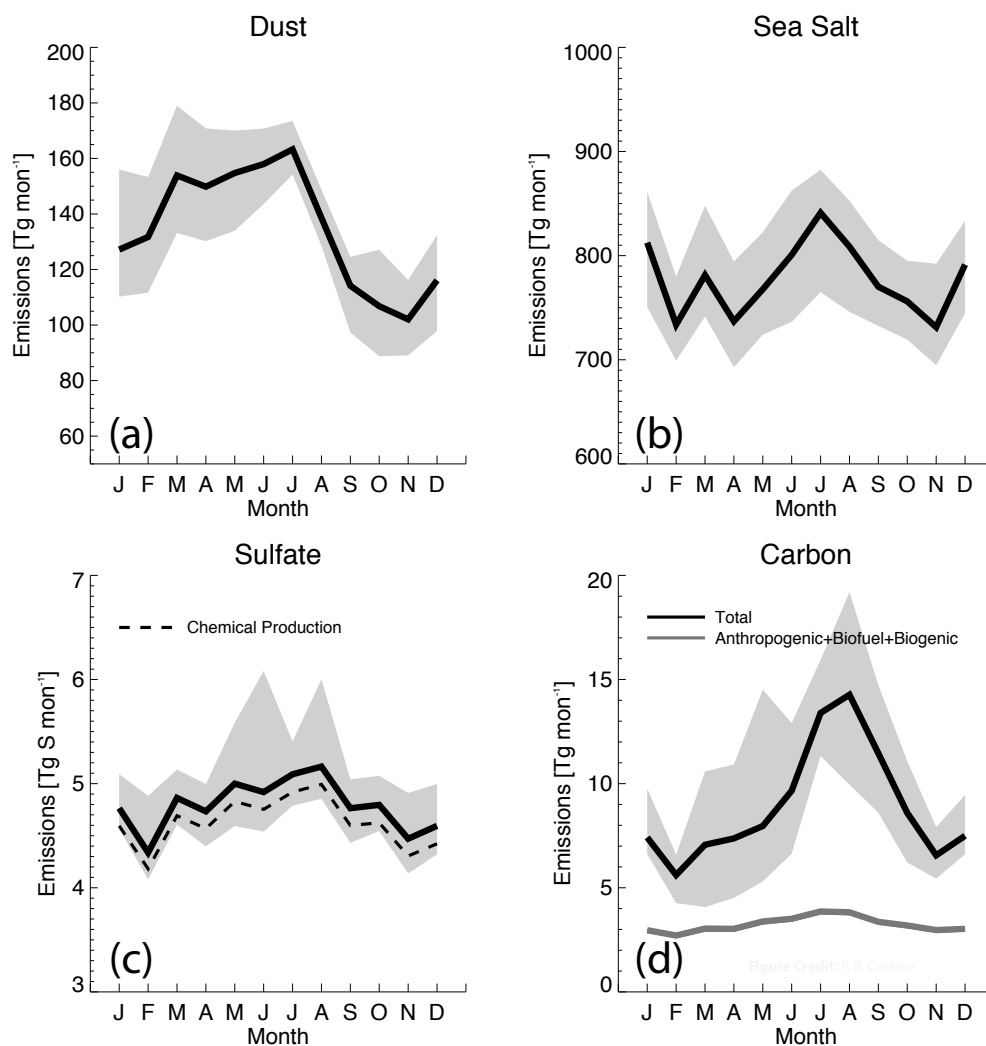 Dust
Emissions [Tg mon⁻¹]
200
180
160
140
120
100
80
60
(a)
J F M A M J J A S O N D
Month
Sea Salt
Emissions [Tg mon⁻¹]
1000
900
800
700
600
(b)
J F M A M J J A S O N D
Month
Sulfate
Emissions [Tg S mon⁻¹]
7
6
5
4
3
Chemical Production
(c)
J F M A M J J A S O N D
Month
Carbon
Emissions [Tg mon⁻¹]
20
15
10
5
0
Total
Anthropogenic+Biofuel+Biogenic
(d)
Figure Credit: P. R. Colarco
J F M A M J J A S O N D
Month